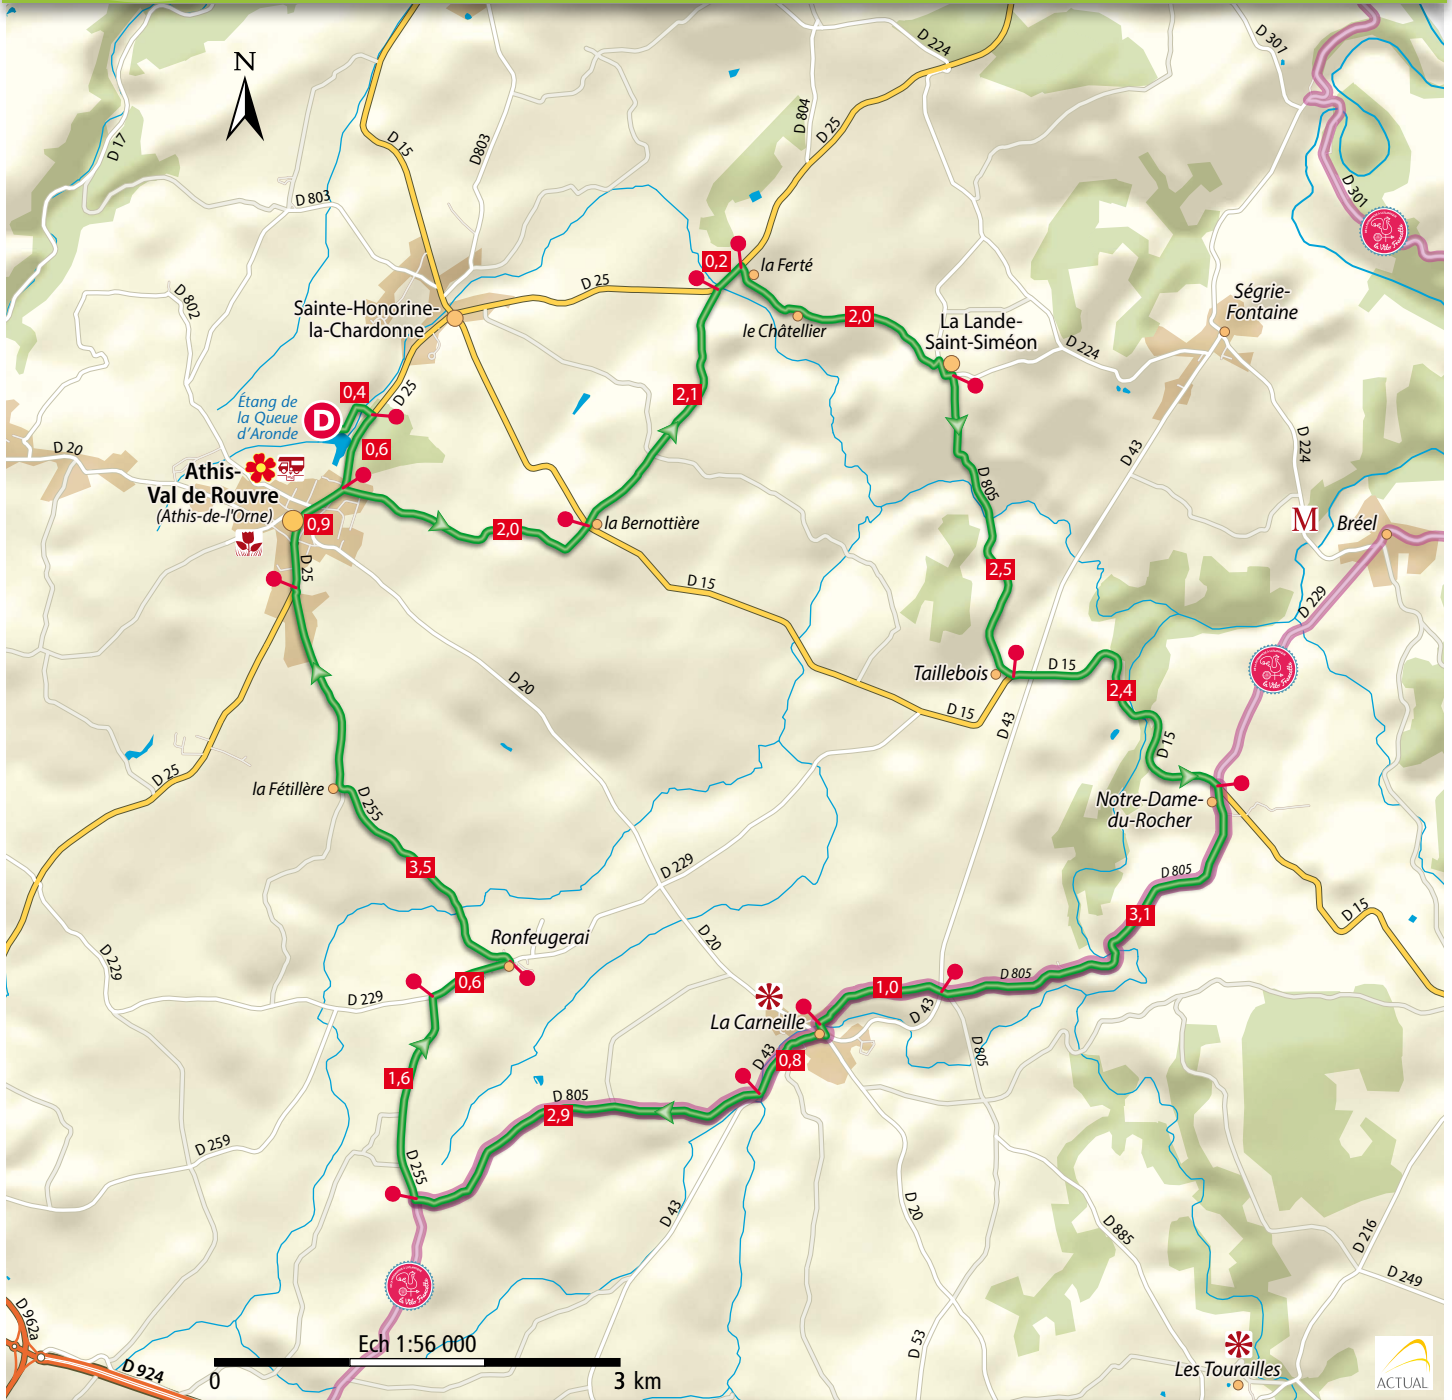 D 224
D 301
N
D 804
D 25
D 17
D 15
D803
D 301
D 803
0,2
la Ferté
D 25
D 802
Sainte-Honorine-
la-Chardonne
le Châtellier
2,0
La Lande-
Saint-Siméon
Ségrie-
Fontaine
D 224
0,4
D 25
2,1
Étang de
la Queue
d'Aronde
D
0,6
D 20
D 43
D 224
Athis-
Val de Rouvre
(Athis-de-l'Orne)
0,9
D 805
2,0
la Bernottière
M
Bréel
D 25
D 15
2,5
D 229
Taillebois
D 15
2,4
D 20
D 15
D 43
D 15
D 25
la Fétillère
D 255
Notre-Dame-
du-Rocher
3,5
D 229
D 805
3,1
D 15
Ronfeugerai
D 20
D 229
0,6
D 229
D 805
1,0
La Carneille
D 43
D 43
0,8
D 805
1,6
D 805
2,9
D 259
D 255
D 43
D 20
D 885
D 216
D 249
la Vélo Francette
D 962a
Ech 1:56 000
D 924
0
3 km
D 53
Les Tourailles
ACTUAL